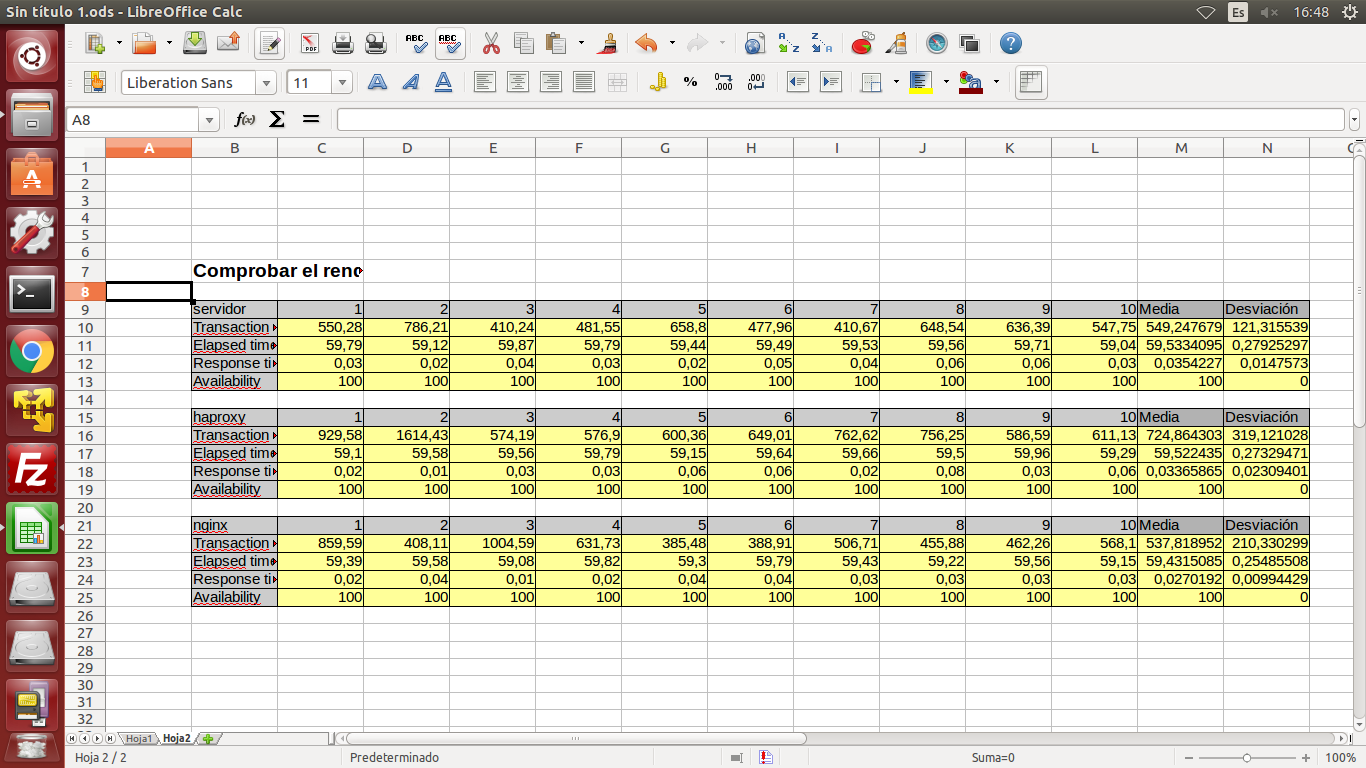 Sin título 1.ods - LibreOffice Calc Es 16:48
Liberation Sans 11
A8
A B C D E F G H I J K L M N
1
2
3
4
5
6
7 Comprobar el reno
8
9 servidor 1 2 3 4 5 6 7 8 9 10 Media Desviación
10 Transaction 550,28 786,21 410,24 481,55 658,8 477,96 410,67 648,54 636,39 547,75 549,247679 121,315539
11 Elapsed time 59,79 59,12 59,87 59,79 59,44 59,49 59,53 59,56 59,71 59,04 59,5334095 0,27925297
12 Response ti 0,03 0,02 0,04 0,03 0,02 0,05 0,04 0,06 0,06 0,03 0,0354227 0,0147573
13 Availability 100 100 100 100 100 100 100 100 100 100 100 0
14
15 haproxy 1 2 3 4 5 6 7 8 9 10 Media Desviación
16 Transaction 929,58 1614,43 574,19 576,9 600,36 649,01 762,62 756,25 586,59 611,13 724,864303 319,121028
17 Elapsed time 59,1 59,58 59,56 59,79 59,15 59,64 59,66 59,5 59,96 59,29 59,522435 0,27329471
18 Response ti 0,02 0,01 0,03 0,03 0,06 0,06 0,02 0,08 0,03 0,06 0,03365865 0,02309401
19 Availability 100 100 100 100 100 100 100 100 100 100 100 0
20
21 nginx 1 2 3 4 5 6 7 8 9 10 Media Desviación
22 Transaction 859,59 408,11 1004,59 631,73 385,48 388,91 506,71 455,88 462,26 568,1 537,818952 210,330299
23 Elapsed time 59,39 59,58 59,08 59,82 59,3 59,79 59,43 59,22 59,56 59,15 59,4315085 0,25485508
24 Response ti 0,02 0,04 0,01 0,02 0,04 0,04 0,03 0,03 0,03 0,03 0,0270192 0,00994429
25 Availability 100 100 100 100 100 100 100 100 100 100 100 0
26
27
28
29
30
31
32
Hoja1 Hoja2
Hoja 2 / 2 Predeterminado Suma=0 100%